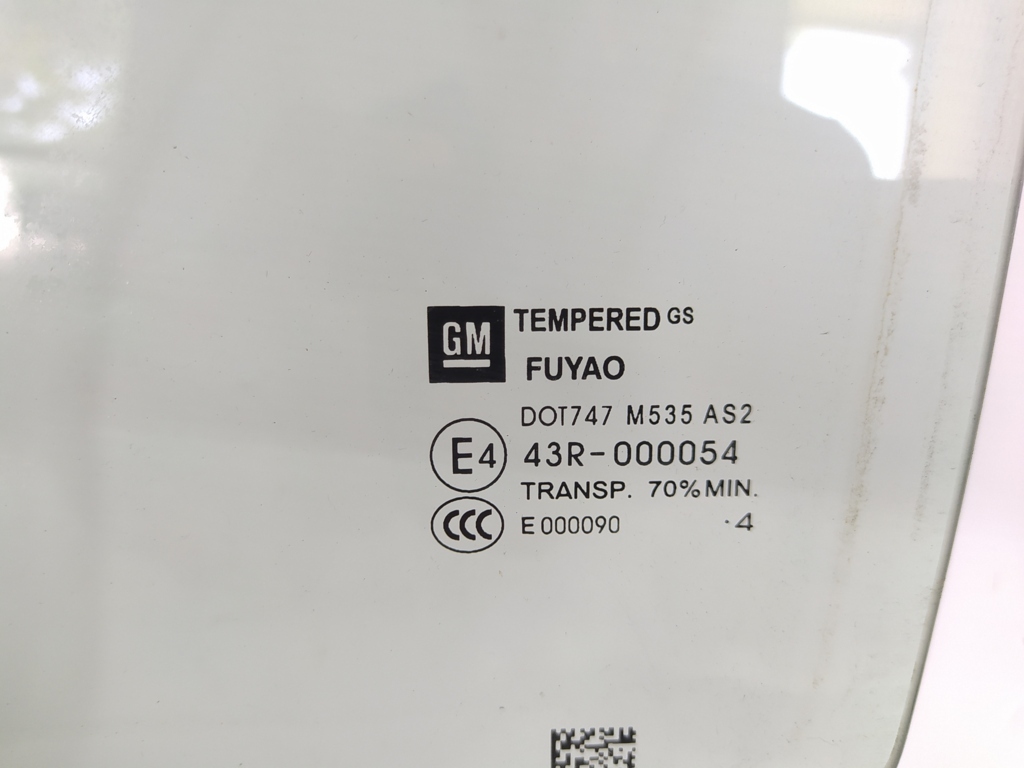 GM TEMPERED GS
FUYAO
DOT747 M535 AS2
E4 43R-000054
TRANSP. 70% MIN.
CCC E 000090 .4